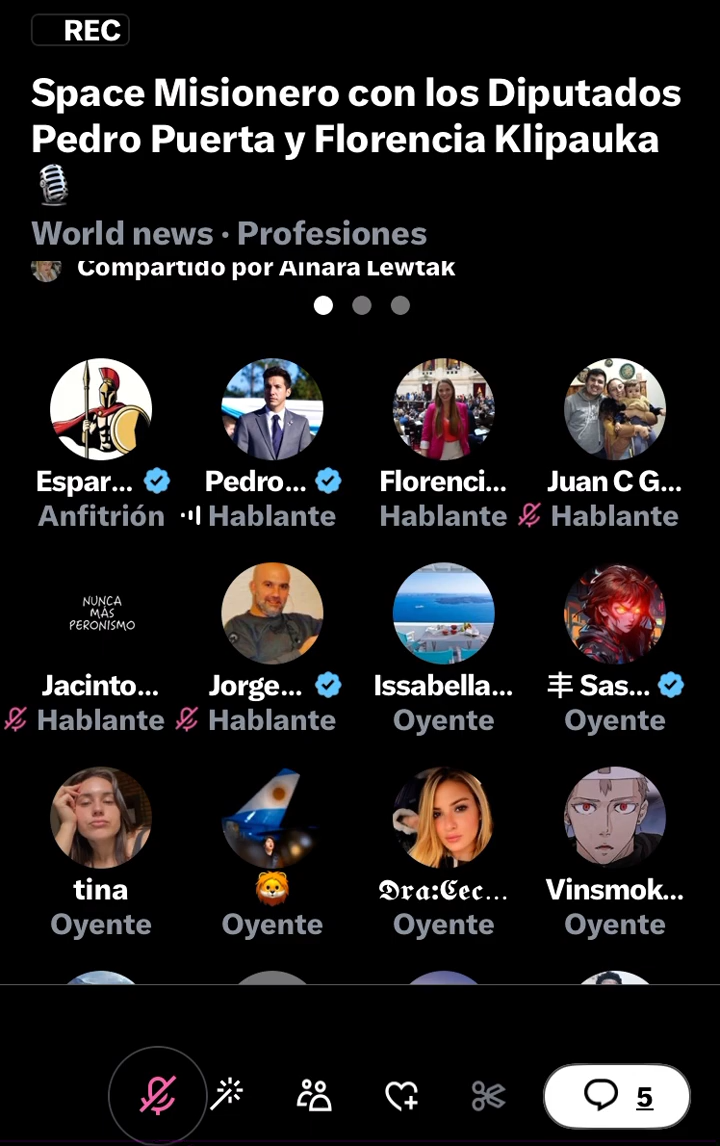 REC
Space Misionero con los Diputados
Pedro Puerta y Florencia Klipauka
World news · Profesiones
Compartido por Ainara Lewtak
Espar... Pedro... Florenci... Juan C G...
Anfitrión Hablante Hablante Hablante
NUNCA
MÁS
PERONISMO
Jacinto... Jorge... Issabella... 丰 Sas...
Hablante Hablante Oyente Oyente
tina 𝕯𝖗𝖆:𝕮𝖊𝖈... Vinsmok...
Oyente Oyente Oyente Oyente
5